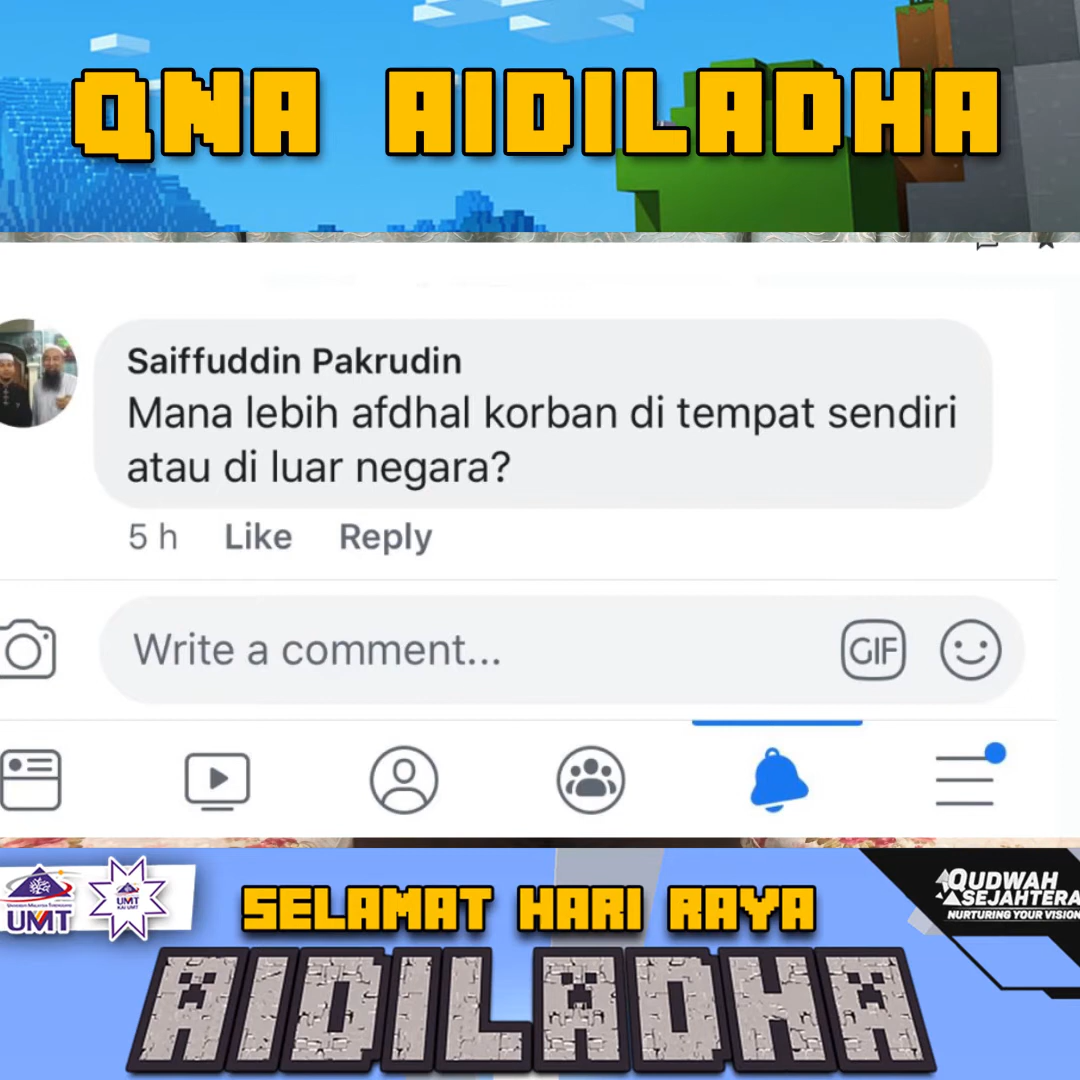 QNA AIDILADHA
Saiffuddin Pakrudin
Mana lebih afdhal korban di tempat sendiri
atau di luar negara?
5 h Like Reply
Write a comment...
GIF
UMT
UMT
SELAMAT HARI RAYA
AIDILADHA
QUDWAH
SEJAHTERA
NURTURING YOUR VISION